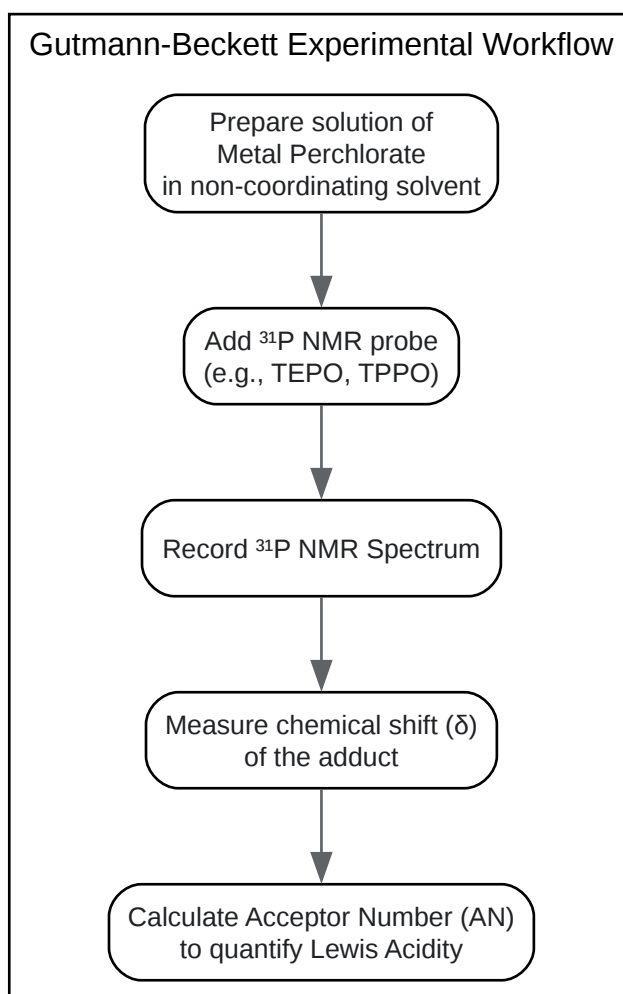 Gutmann-Beckett Experimental Workflow
Prepare solution of
Metal Perchlorate
in non-coordinating solvent
Add ³¹P NMR probe
(e.g., TEPO, TPPO)
Record ³¹P NMR Spectrum
Measure chemical shift (δ)
of the adduct
Calculate Acceptor Number (AN)
to quantify Lewis Acidity